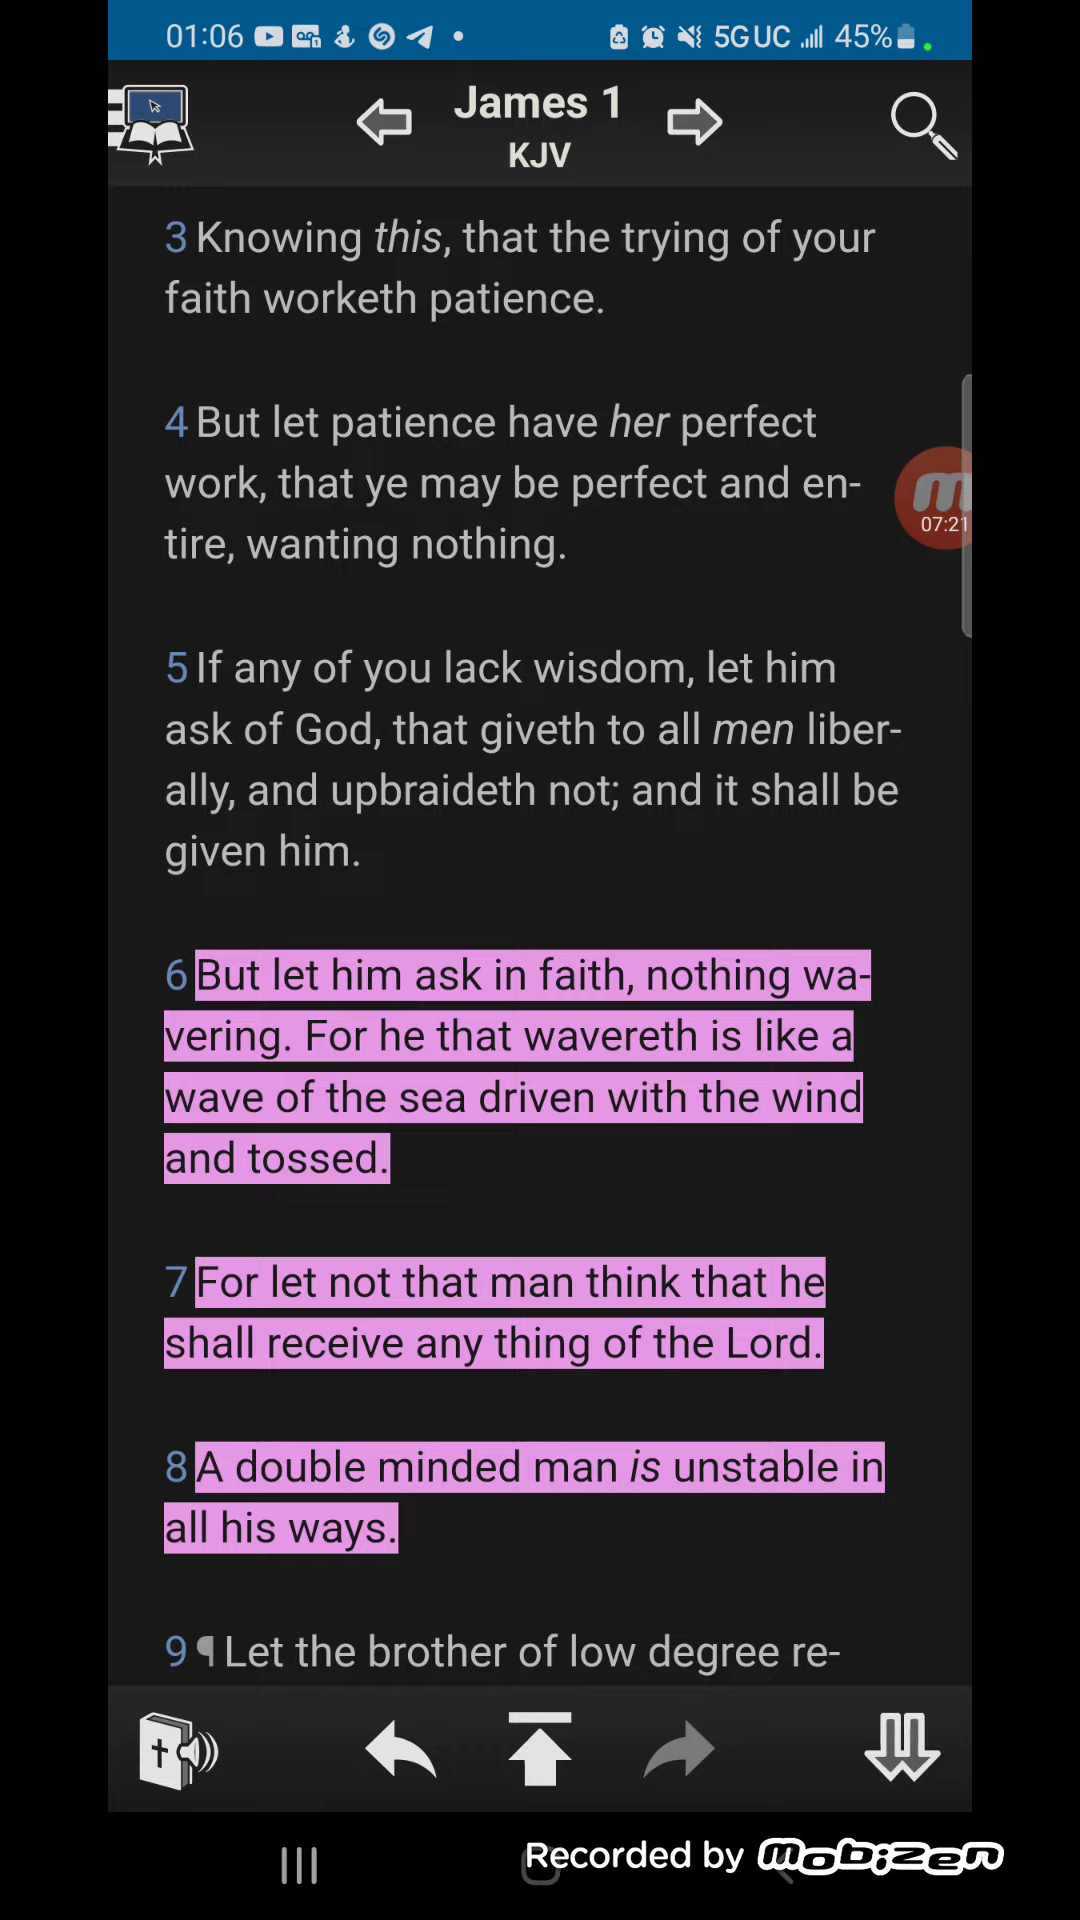 01:06
5G UC 45%
James 1
KJV
3 Knowing this, that the trying of your
faith worketh patience.
4 But let patience have her perfect
work, that ye may be perfect and en-
tire, wanting nothing.
07:21
5 If any of you lack wisdom, let him
ask of God, that giveth to all men liber-
ally, and upbraideth not; and it shall be
given him.
6 But let him ask in faith, nothing wa-
vering. For he that wavereth is like a
wave of the sea driven with the wind
and tossed.
7 For let not that man think that he
shall receive any thing of the Lord.
8 A double minded man is unstable in
all his ways.
9 ¶ Let the brother of low degree re-
Recorded by mobizen